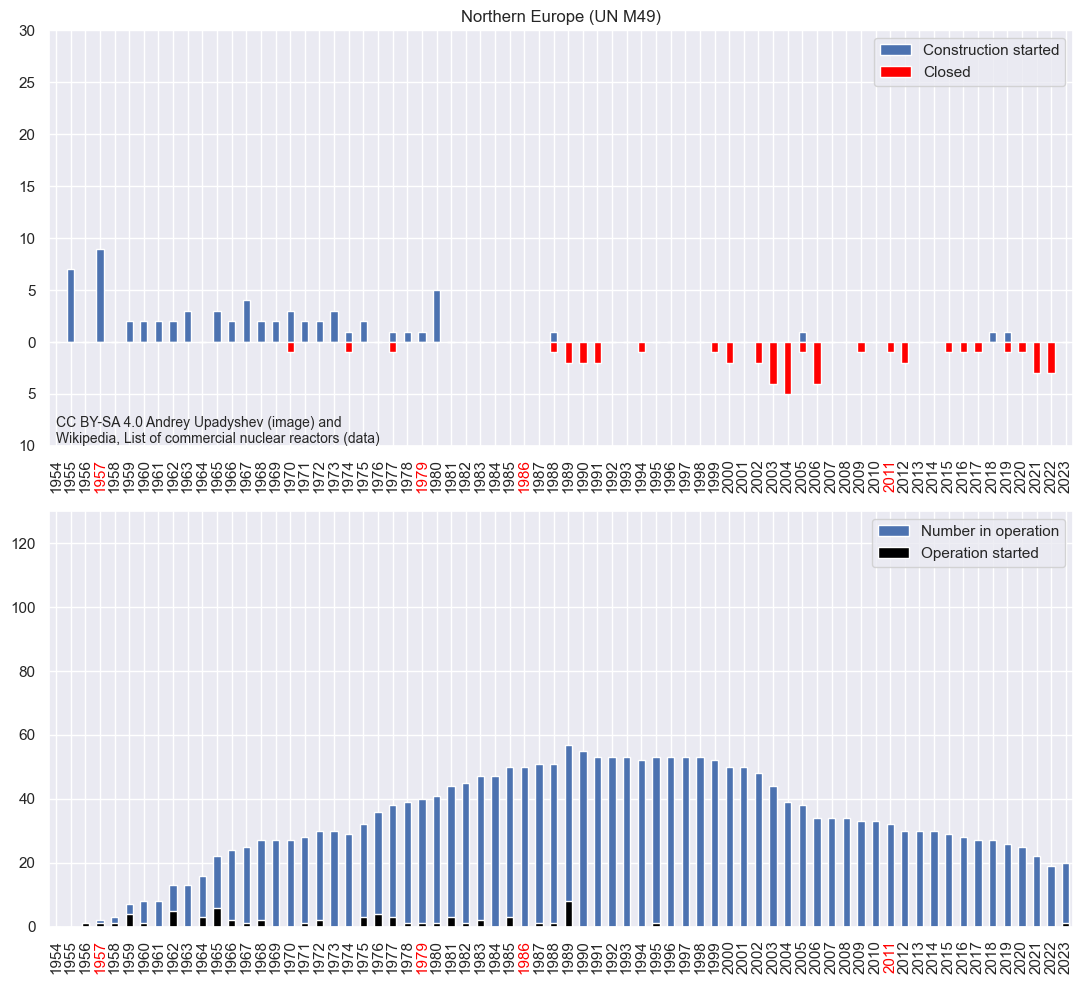 Northern Europe (UN M49)
30
25
20
15
10
5
0
5
10
Construction started
Closed
CC BY-SA 4.0 Andrey Upadyshev (image) and
Wikipedia, List of commercial nuclear reactors (data)
1954 1955 1956 1957 1958 1959 1960 1961 1962 1963 1964 1965 1966 1967 1968 1969 1970 1971 1972 1973 1974 1975 1976 1977 1978 1979 1980 1981 1982 1983 1984 1985 1986 1987 1988 1989 1990 1991 1992 1993 1994 1995 1996 1997 1998 1999 2000 2001 2002 2003 2004 2005 2006 2007 2008 2009 2010 2011 2012 2013 2014 2015 2016 2017 2018 2019 2020 2021 2022 2023
120
100
80
60
40
20
0
Number in operation
Operation started
1954 1955 1956 1957 1958 1959 1960 1961 1962 1963 1964 1965 1966 1967 1968 1969 1970 1971 1972 1973 1974 1975 1976 1977 1978 1979 1980 1981 1982 1983 1984 1985 1986 1987 1988 1989 1990 1991 1992 1993 1994 1995 1996 1997 1998 1999 2000 2001 2002 2003 2004 2005 2006 2007 2008 2009 2010 2011 2012 2013 2014 2015 2016 2017 2018 2019 2020 2021 2022 2023